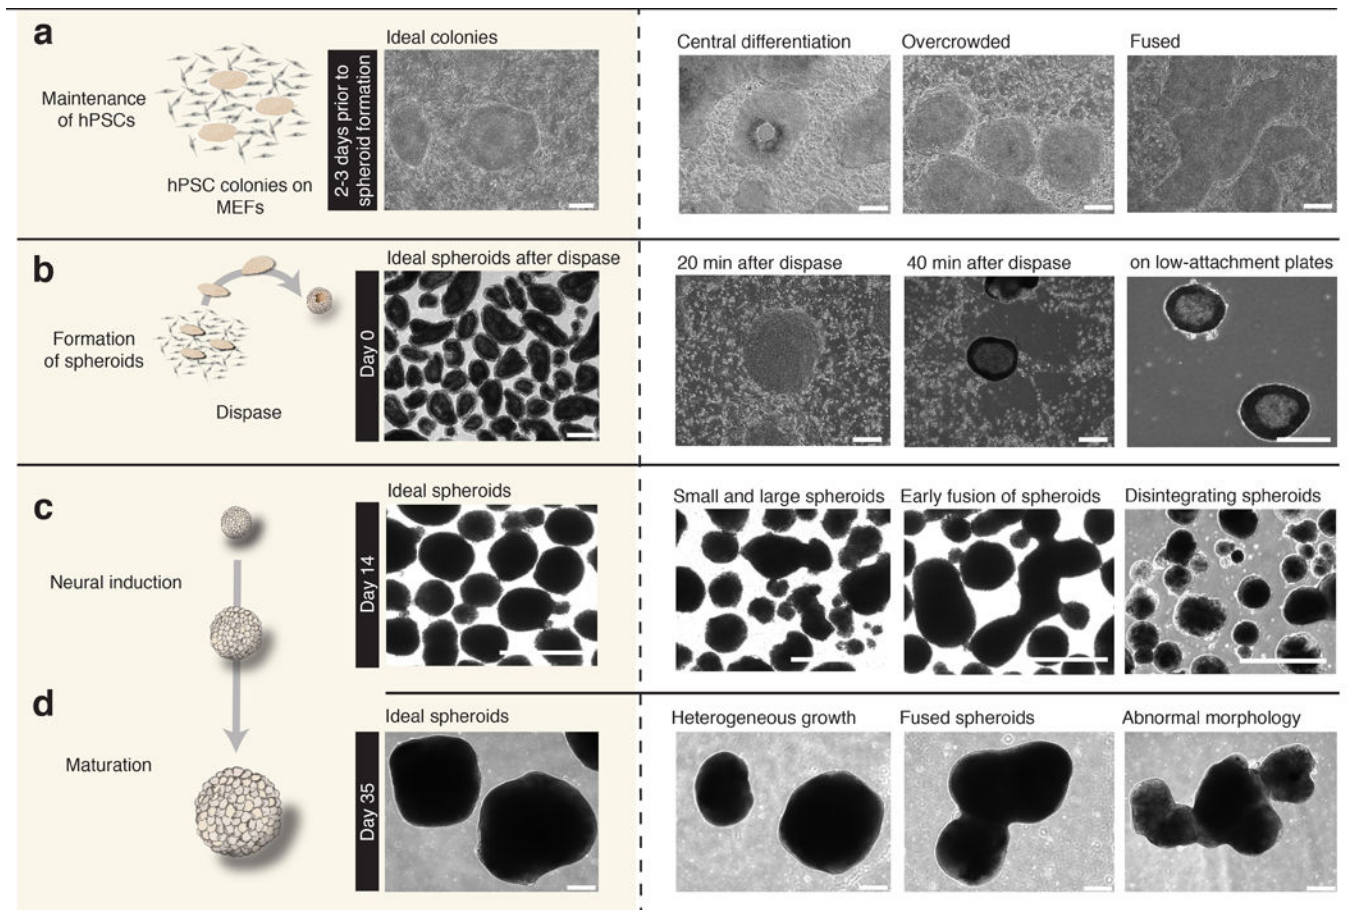 a
Maintenance
of hPSCs
hPSC colonies on
MEFs
2-3 days prior to
spheroid formation
Ideal colonies
Central differentiation
Overcrowded
Fused
b
Formation
of spheroids
Dispase
Day 0
Ideal spheroids after dispase
20 min after dispase
40 min after dispase
on low-attachment plates
c
Neural induction
Day 14
Ideal spheroids
Small and large spheroids
Early fusion of spheroids
Disintegrating spheroids
d
Maturation
Day 35
Ideal spheroids
Heterogeneous growth
Fused spheroids
Abnormal morphology